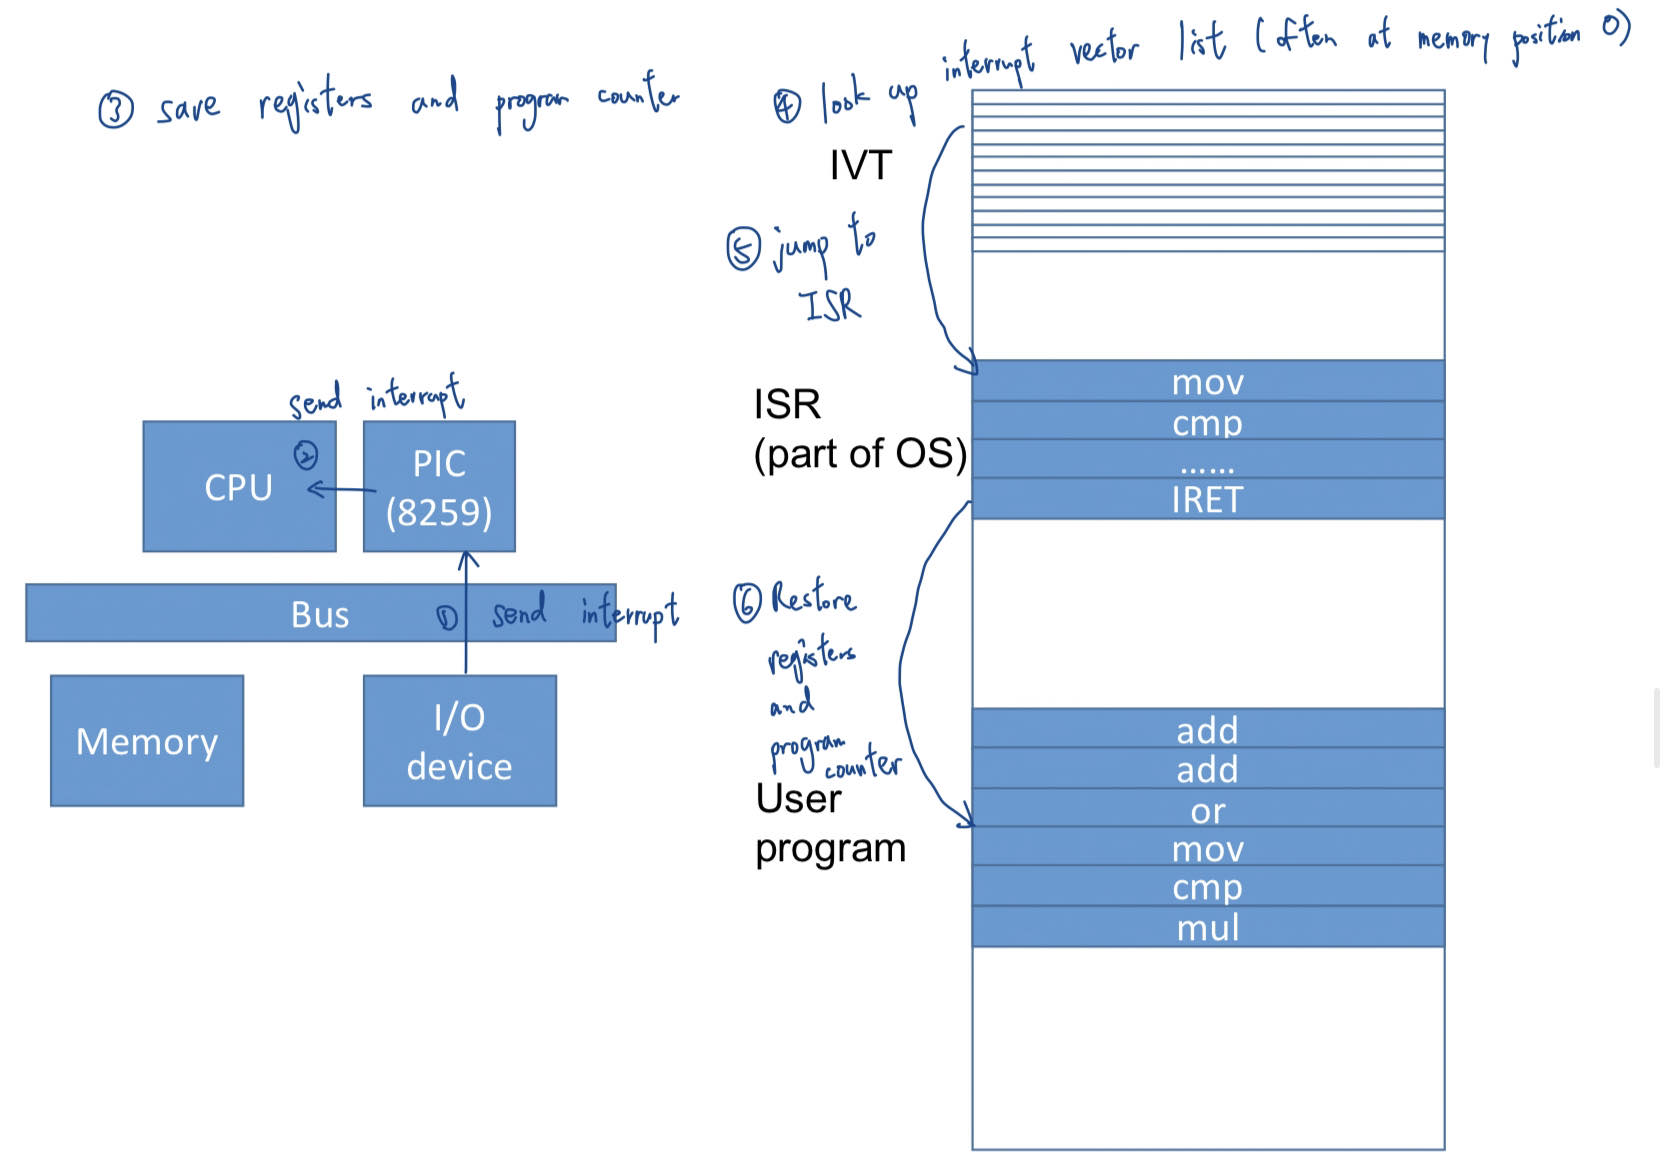 ③ save registers and program counter
④ look up interrupt vector list (often at memory position 0)
IVT
⑤ jump to
ISR
mov
cmp
......
IRET
ISR
(part of OS)
send interrupt
②
CPU
PIC
(8259)
Bus
① send interrupt
Memory
I/O
device
⑥ Restore
registers
and
program
counter
User
program
add
add
or
mov
cmp
mul